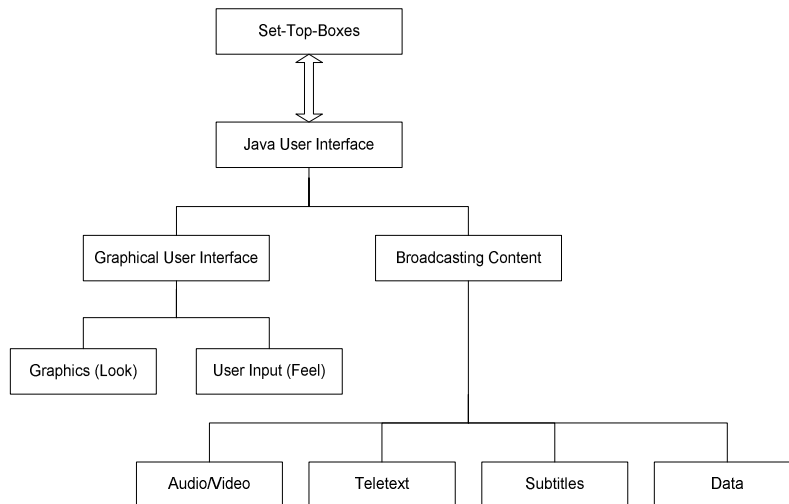 Set-Top-Boxes
Java User Interface
Graphical User Interface
Broadcasting Content
Graphics (Look)
User Input (Feel)
Audio/Video
Teletext
Subtitles
Data